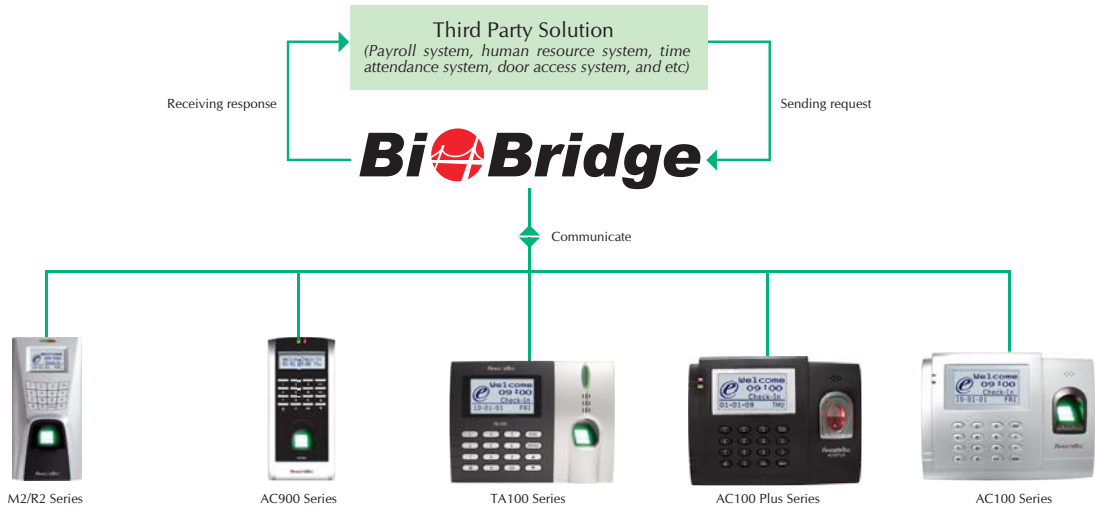 Third Party Solution
(Payroll system, human resource system, time
attendance system, door access system, and etc)
Receiving response
Sending request
Bi Bridge
Communicate
Welcome
09:00
Check-In
10-01-01 FRI
TA100
Welcome
09:00
Check-In
01-01-09 THU
Welcome
09:00
Check-In
10-01-01 FRI
M2/R2 Series
AC900 Series
TA100 Series
AC100 Plus Series
AC100 Series